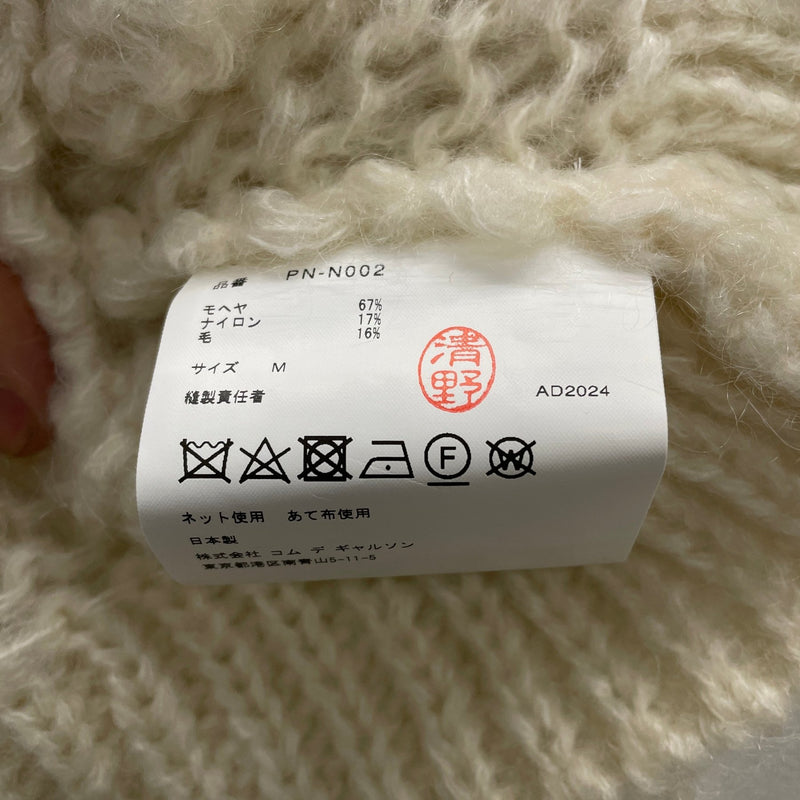 品番 PN-N002
モヘヤ 67%
ナイロン 17%
毛 16%
サイズ M
縫製責任者
清野
AD2024
F
W
ネット使用 あて布使用
日本製
株式会社 コム デ ギャルソン
東京都港区南青山5-11-5